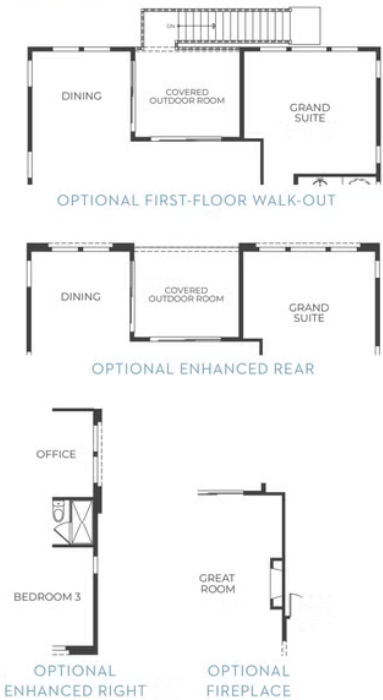 DN
DINING
COVERED
OUTDOOR ROOM
GRAND
SUITE
OPTIONAL FIRST-FLOOR WALK-OUT
DINING
COVERED
OUTDOOR ROOM
GRAND
SUITE
OPTIONAL ENHANCED REAR
OFFICE
BEDROOM 3
OPTIONAL
ENHANCED RIGHT
GREAT
ROOM
OPTIONAL
FIREPLACE